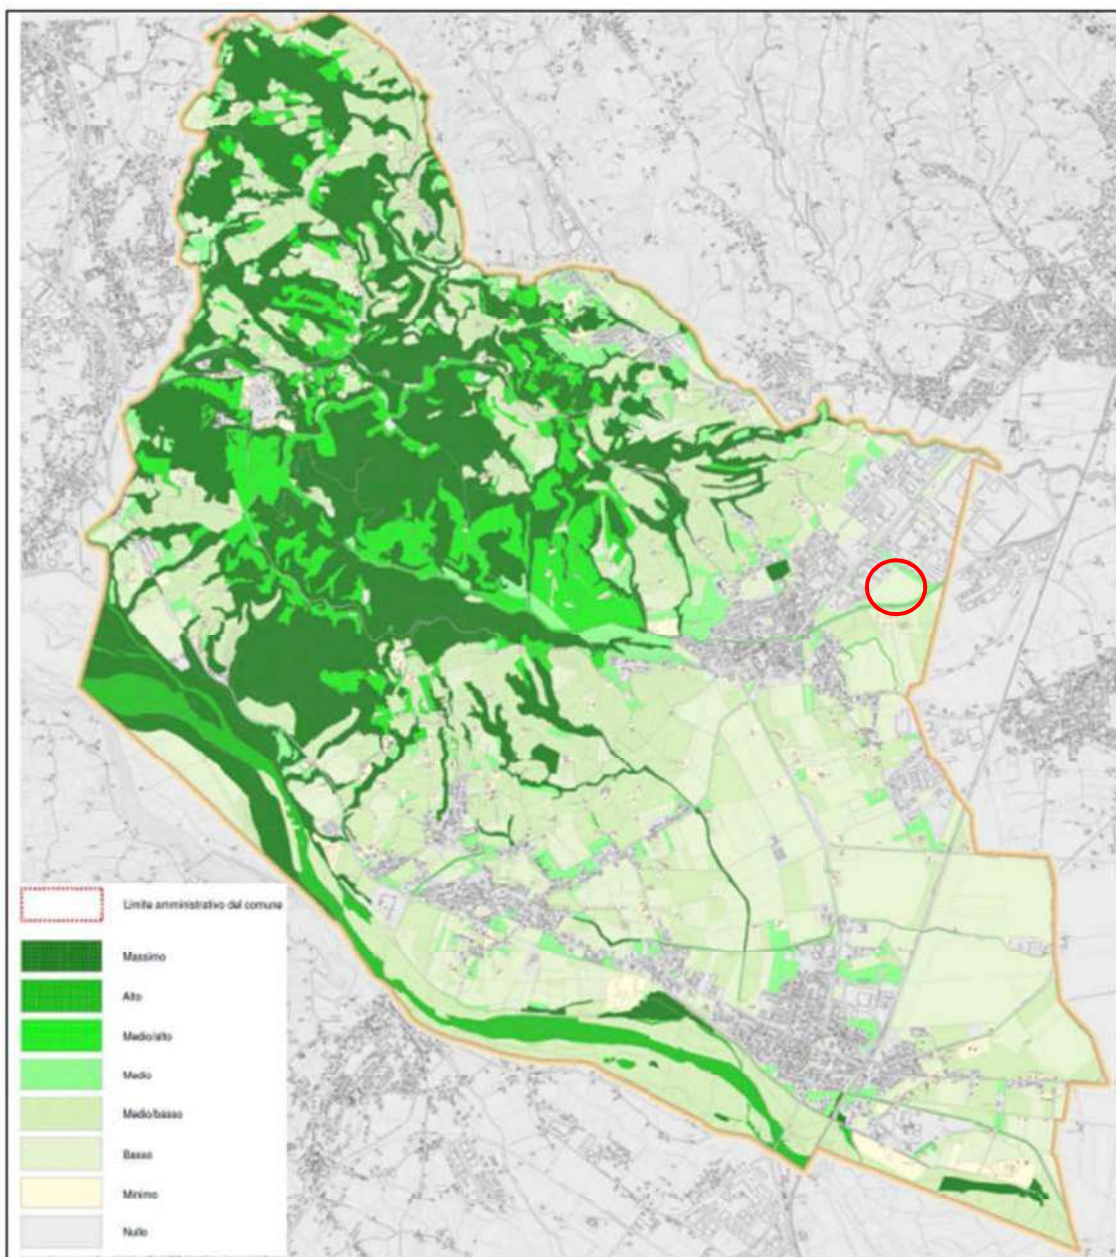 Limite amministrativo del comune
Massimo
Alto
Medio/alto
Medio
Medio/basso
Basso
Minimo
Nullo